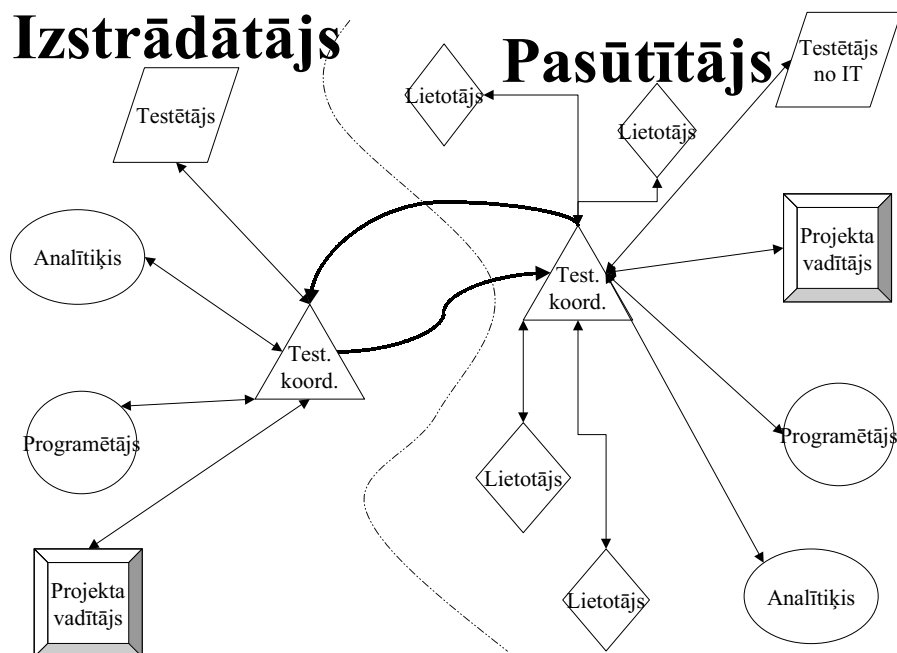 Izstrādātājs
Pasūtītājs
Testētājs
no IT
Lietotājs
Testētājs
Lietotājs
Analītiķis
Projekta
vadītājs
Test.
koord.
Test.
koord.
Programētājs
Programētājs
Lietotājs
Projekta
vadītājs
Lietotājs
Analītiķis